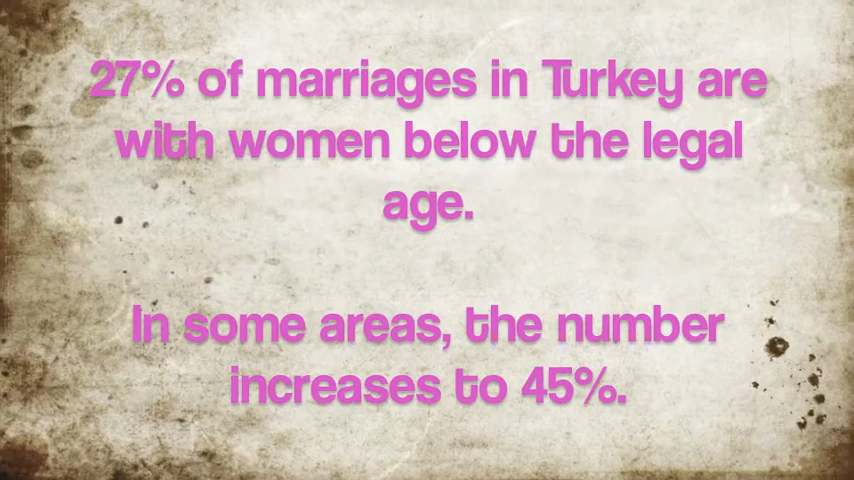 27% of marriages in Turkey are
with women below the legal
age.
In some areas, the number
increases to 45%.